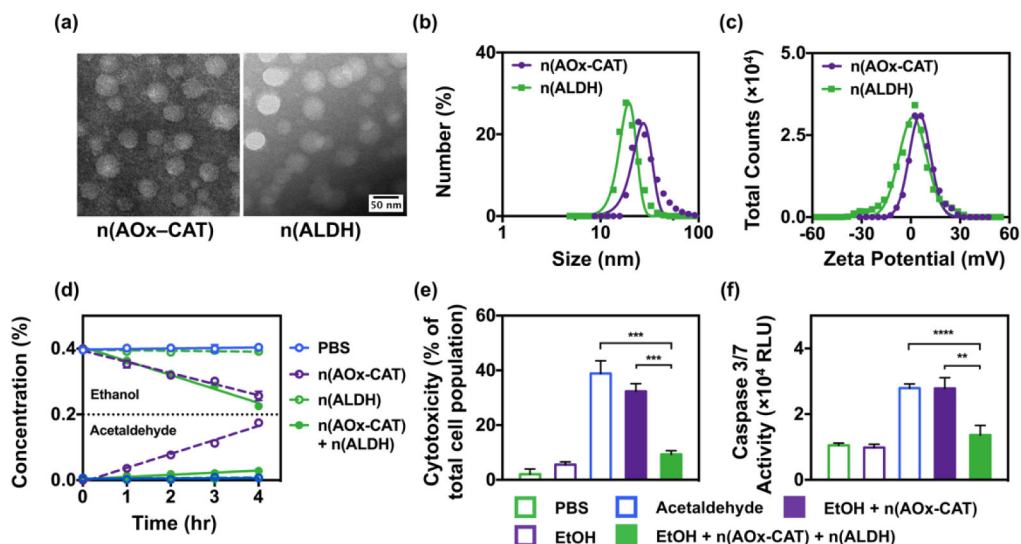 (a)
50 nm
n(AOx–CAT)
n(ALDH)
(b)
Number (%)
40
20
0
n(AOx-CAT)
n(ALDH)
1
10
100
Size (nm)
(c)
Total Counts (×10⁴)
5.0
2.5
0.0
n(AOx-CAT)
n(ALDH)
-60
-30
0
30
60
Zeta Potential (mV)
(d)
Concentration (%)
0.4
0.2
0.0
Ethanol
Acetaldehyde
0
1
2
3
4
Time (hr)
PBS
n(AOx-CAT)
n(ALDH)
n(AOx-CAT)
+ n(ALDH)
(e)
Cytotoxicity (% of
total cell population)
60
40
20
0
***
***
(f)
Caspase 3/7
Activity (×10⁴ RLU)
4
2
0
****
**
PBS
Acetaldehyde
EtOH + n(AOx-CAT)
EtOH
EtOH + n(AOx-CAT) + n(ALDH)